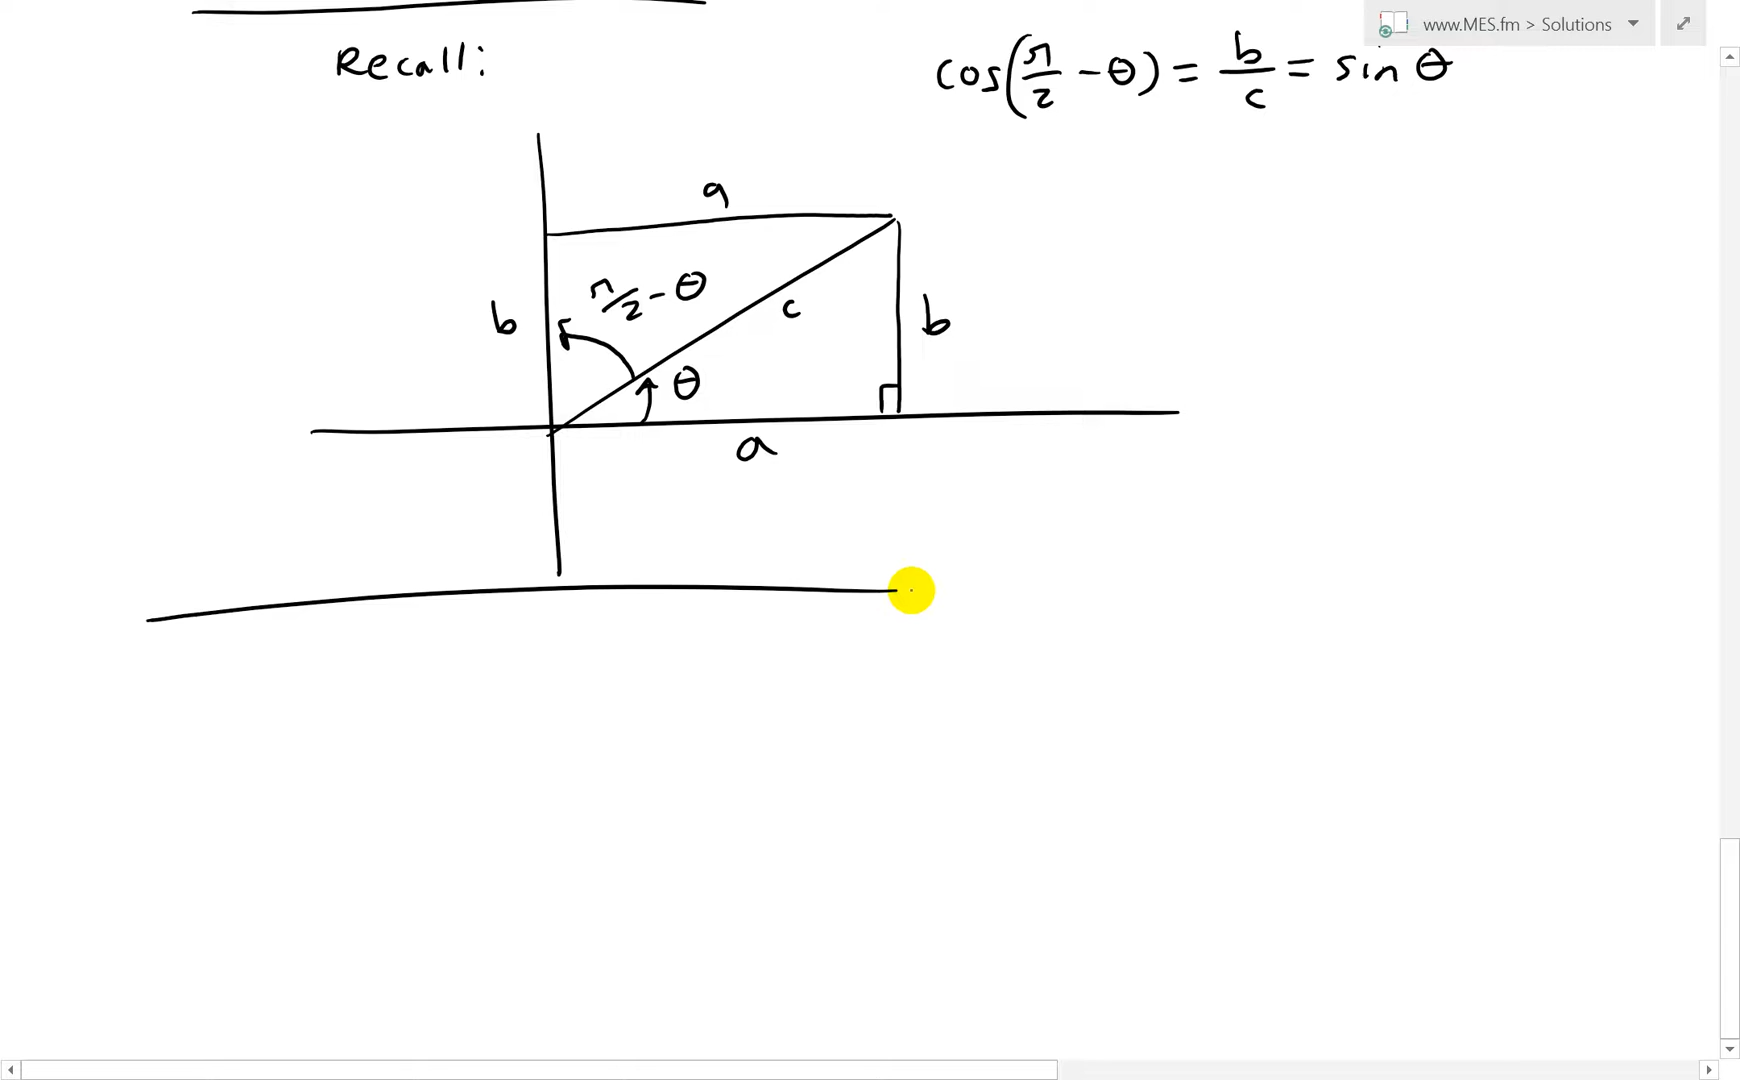 www.MES.fm > Solutions
Recall:
cos(π/2 - θ) = b/c = sin θ
a
π/2 - θ
b
c
b
θ
a